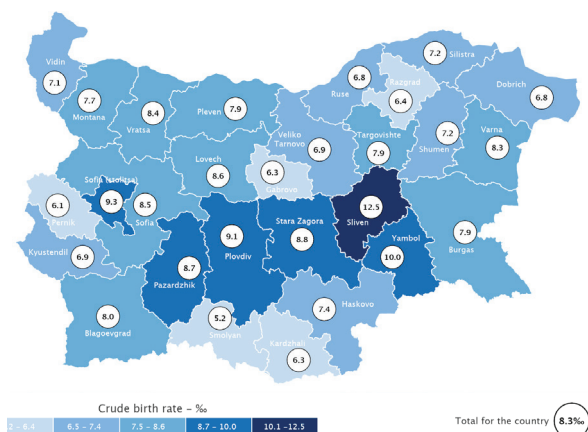 Vidin
7.1
7.7
Montana
8.4
Vratsa
7.9
Pleven
6.8
Ruse
Razgrad
6.4
7.2
Silistra
Dobrich
6.8
Veliko
Tarnovo
6.9
Targovishte
7.9
7.2
Shumen
Varna
8.3
Lovech
8.6
6.3
Gabrovo
Sofia (stolitsa)
9.3
8.5
Sofia
6.1
Pernik
Kyustendil
6.9
8.7
Pazardzhik
9.1
Plovdiv
Stara Zagora
8.8
12.5
Sliven
Yambol
10.0
7.9
Burgas
8.0
Blagoevgrad
5.2
Smolyan
Kardzhali
6.3
7.4
Haskovo
Crude birth rate – ‰
2 – 6.4 6.5 – 7.4 7.5 – 8.6 8.7 – 10.0 10.1 –12.5
Total for the country 8.3‰